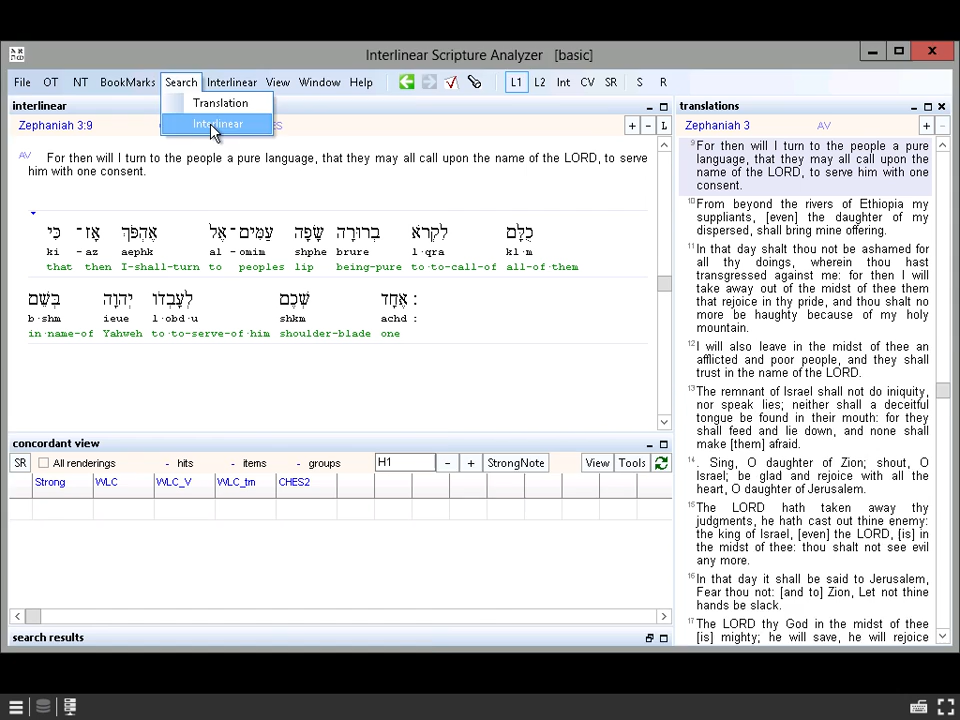 Interlinear Scripture Analyzer [basic]
File OT NT BookMarks Search Interlinear View Window Help L1 L2 Int CV SR S R
Translation
Interlinear
interlinear
Zephaniah 3:9
+ - L
AV For then will I turn to the people a pure language, that they may all call upon the name of the LORD, to serve
him with one consent.
כִּי אָז־ אֶהְפֹּךְ אֶל־עַמִּים שָׂפָה בְרוּרָה לִקְרֹא כֻלָּם
ki - az aephk al - omim shphe brure l·qra kl·m
that then I-shall-turn to peoples lip being-pure to·to-call-of all-of·them
בְּשֵׁם יְהוָה לְעָבְדוֹ שְׁכֶם אֶחָד :
b·shm ieue l·obd·u shkm achd :
in·name-of Yahweh to·to-serve-of·him shoulder-blade one
concordant view
SR All renderings - hits - items - groups H1 - + StrongNote View Tools
Strong WLC WLC_V WLC_tm CHES2
search results
translations
Zephaniah 3 AV + -
9 For then will I turn to the people a pure
language, that they may all call upon the
name of the LORD, to serve him with one
consent.
10 From beyond the rivers of Ethiopia my
suppliants, [even] the daughter of my
dispersed, shall bring mine offering.
11 In that day shalt thou not be ashamed for
all thy doings, wherein thou hast
transgressed against me: for then I will
take away out of the midst of thee them
that rejoice in thy pride, and thou shalt no
more be haughty because of my holy
mountain.
12 I will also leave in the midst of thee an
afflicted and poor people, and they shall
trust in the name of the LORD.
13 The remnant of Israel shall not do iniquity,
nor speak lies; neither shall a deceitful
tongue be found in their mouth: for they
shall feed and lie down, and none shall
make [them] afraid.
14 . Sing, O daughter of Zion; shout, O
Israel; be glad and rejoice with all the
heart, O daughter of Jerusalem.
15 The LORD hath taken away thy
judgments, he hath cast out thine enemy:
the king of Israel, [even] the LORD, [is] in
the midst of thee: thou shalt not see evil
any more.
16 In that day it shall be said to Jerusalem,
Fear thou not: [and to] Zion, Let not thine
hands be slack.
17 The LORD thy God in the midst of thee
[is] mighty; he will save, he will rejoice